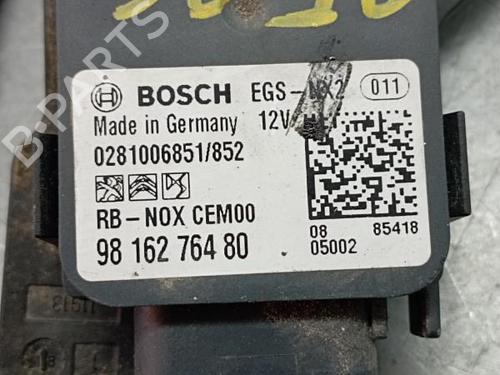 BOSCH EGS-NX2 011
Made in Germany 12V
0281006851/852
RB-NOX CEM00
98 162 764 80
08 85418
05002
B-PARTS